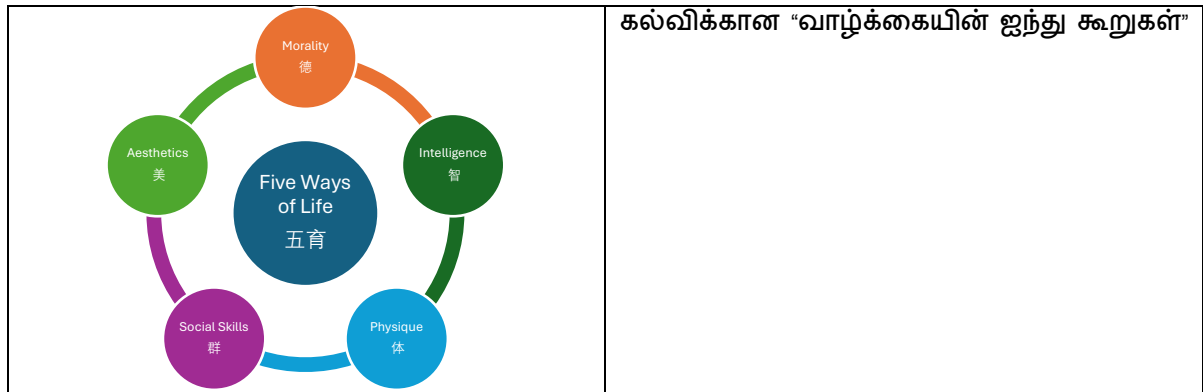 Morality
德
Aesthetics
美
Intelligence
智
Five Ways
of Life
五育
Social Skills
群
Physique
体
கல்விக்கான “வாழ்க்கையின் ஐந்து கூறுகள்”